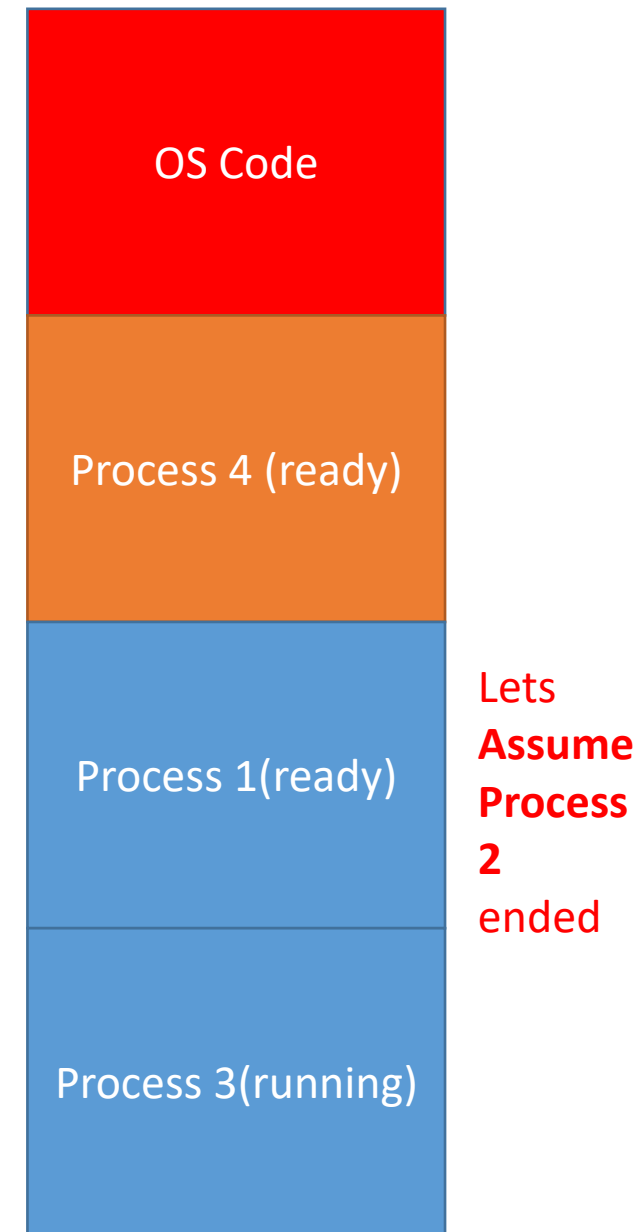 OS Code
Process 4 (ready)
Process 1(ready)
Lets
Assume
Process
2
ended
Process 3(running)